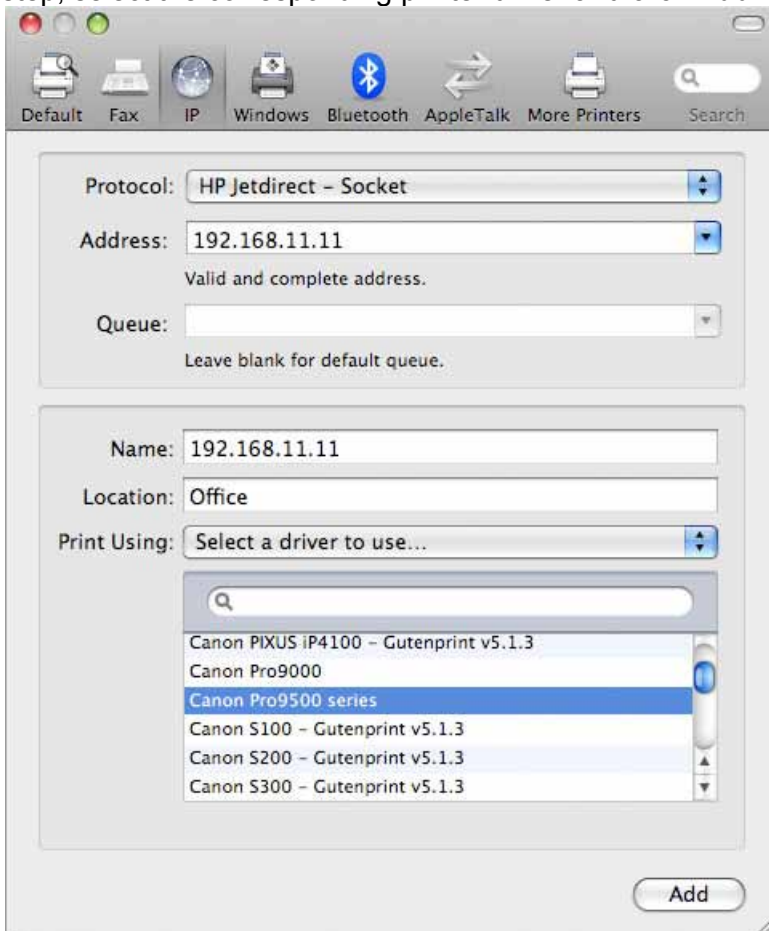 Default Fax IP Windows Bluetooth AppleTalk More Printers Search
Protocol: HP Jetdirect – Socket
Address: 192.168.11.11
Valid and complete address.
Queue:
Leave blank for default queue.
Name: 192.168.11.11
Location: Office
Print Using: Select a driver to use...
Canon PIXUS iP4100 – Gutenprint v5.1.3
Canon Pro9000
Canon Pro9500 series
Canon S100 – Gutenprint v5.1.3
Canon S200 – Gutenprint v5.1.3
Canon S300 – Gutenprint v5.1.3
Add